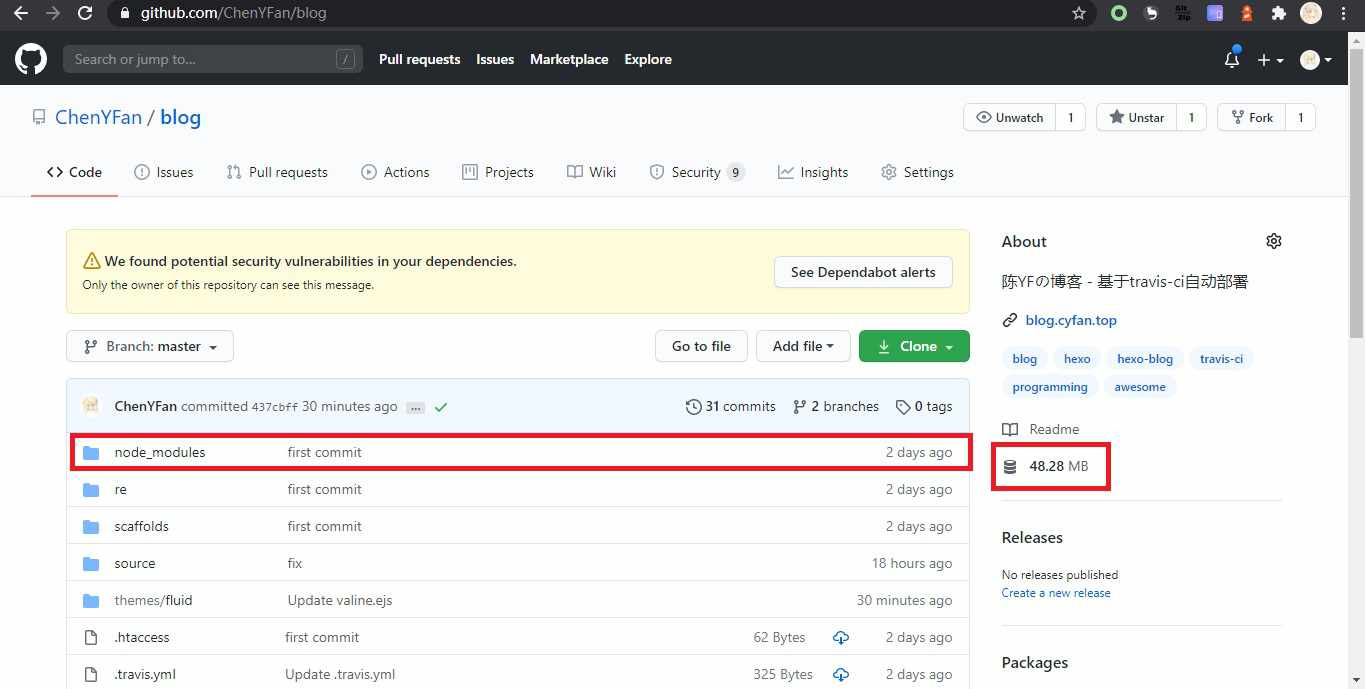 github.com/ChenYFan/blog
Search or jump to... / Pull requests Issues Marketplace Explore
ChenYFan / blog Unwatch 1 Unstar 1 Fork 1
Code Issues Pull requests Actions Projects Wiki Security 9 Insights Settings
We found potential security vulnerabilities in your dependencies.
Only the owner of this repository can see this message.
See Dependabot alerts
Branch: master Go to file Add file Clone
ChenYFan committed 437cbff 30 minutes ago ... 31 commits 2 branches 0 tags
node_modules first commit 2 days ago
re first commit 2 days ago
scaffolds first commit 2 days ago
source fix 18 hours ago
themes/fluid Update valine.ejs 30 minutes ago
.htaccess first commit 62 Bytes 2 days ago
.travis.yml Update .travis.yml 325 Bytes 2 days ago
About
陈YFの博客 - 基于travis-ci自动部署
blog.cyfan.top
blog hexo hexo-blog travis-ci
programming awesome
Readme
48.28 MB
Releases
No releases published
Create a new release
Packages